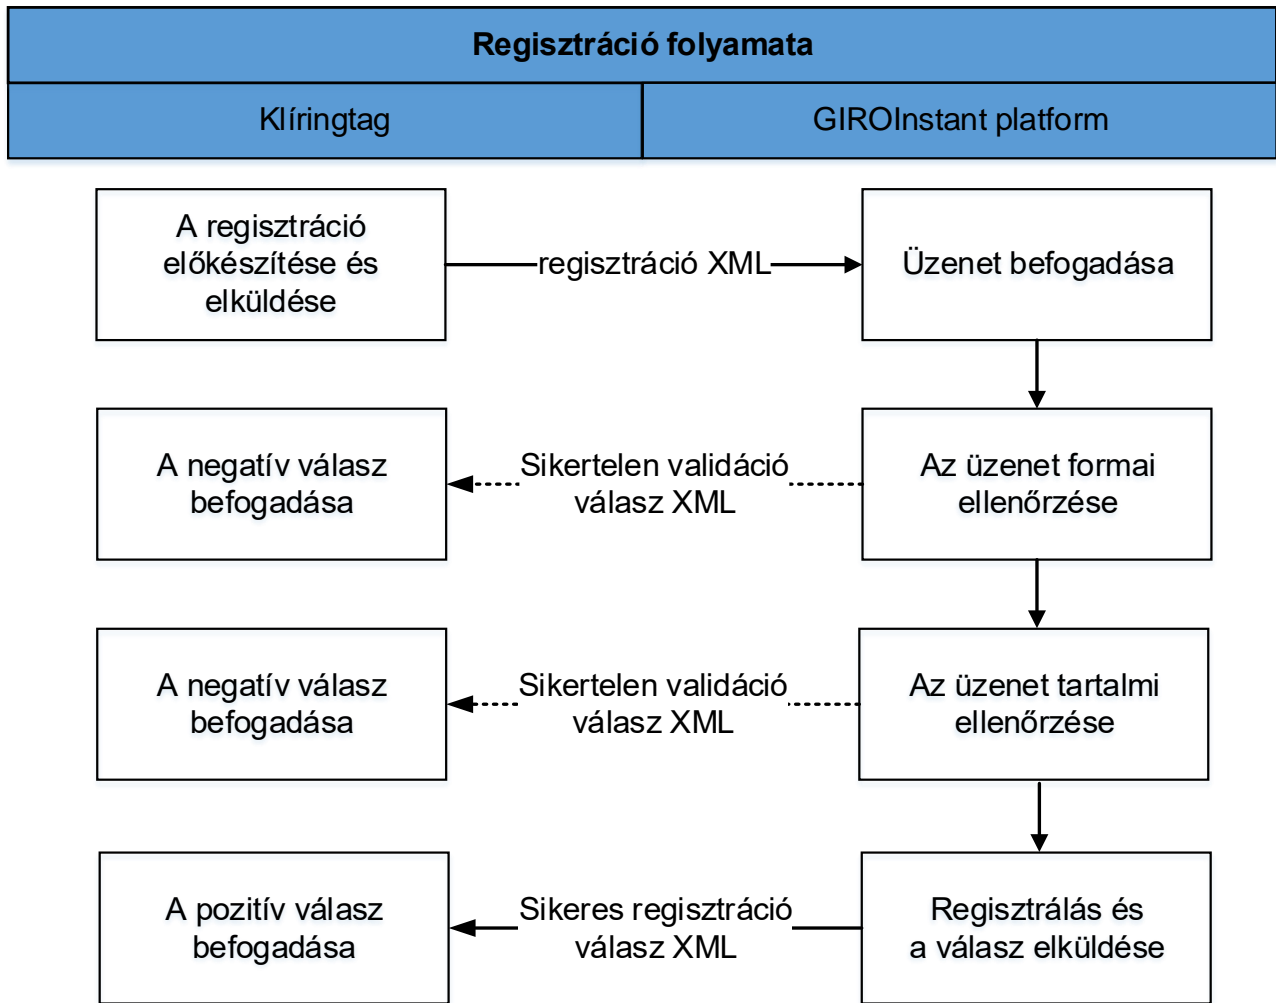 Regisztráció folyamata
Klíringtag
GIROInstant platform
A regisztráció
előkészítése és
elküldése
regisztráció XML
Üzenet befogadása
A negatív válasz
befogadása
Sikertelen validáció
válasz XML
Az üzenet formai
ellenőrzése
A negatív válasz
befogadása
Sikertelen validáció
válasz XML
Az üzenet tartalmi
ellenőrzése
A pozitív válasz
befogadása
Sikeres regisztráció
válasz XML
Regisztrálás és
a válasz elküldése